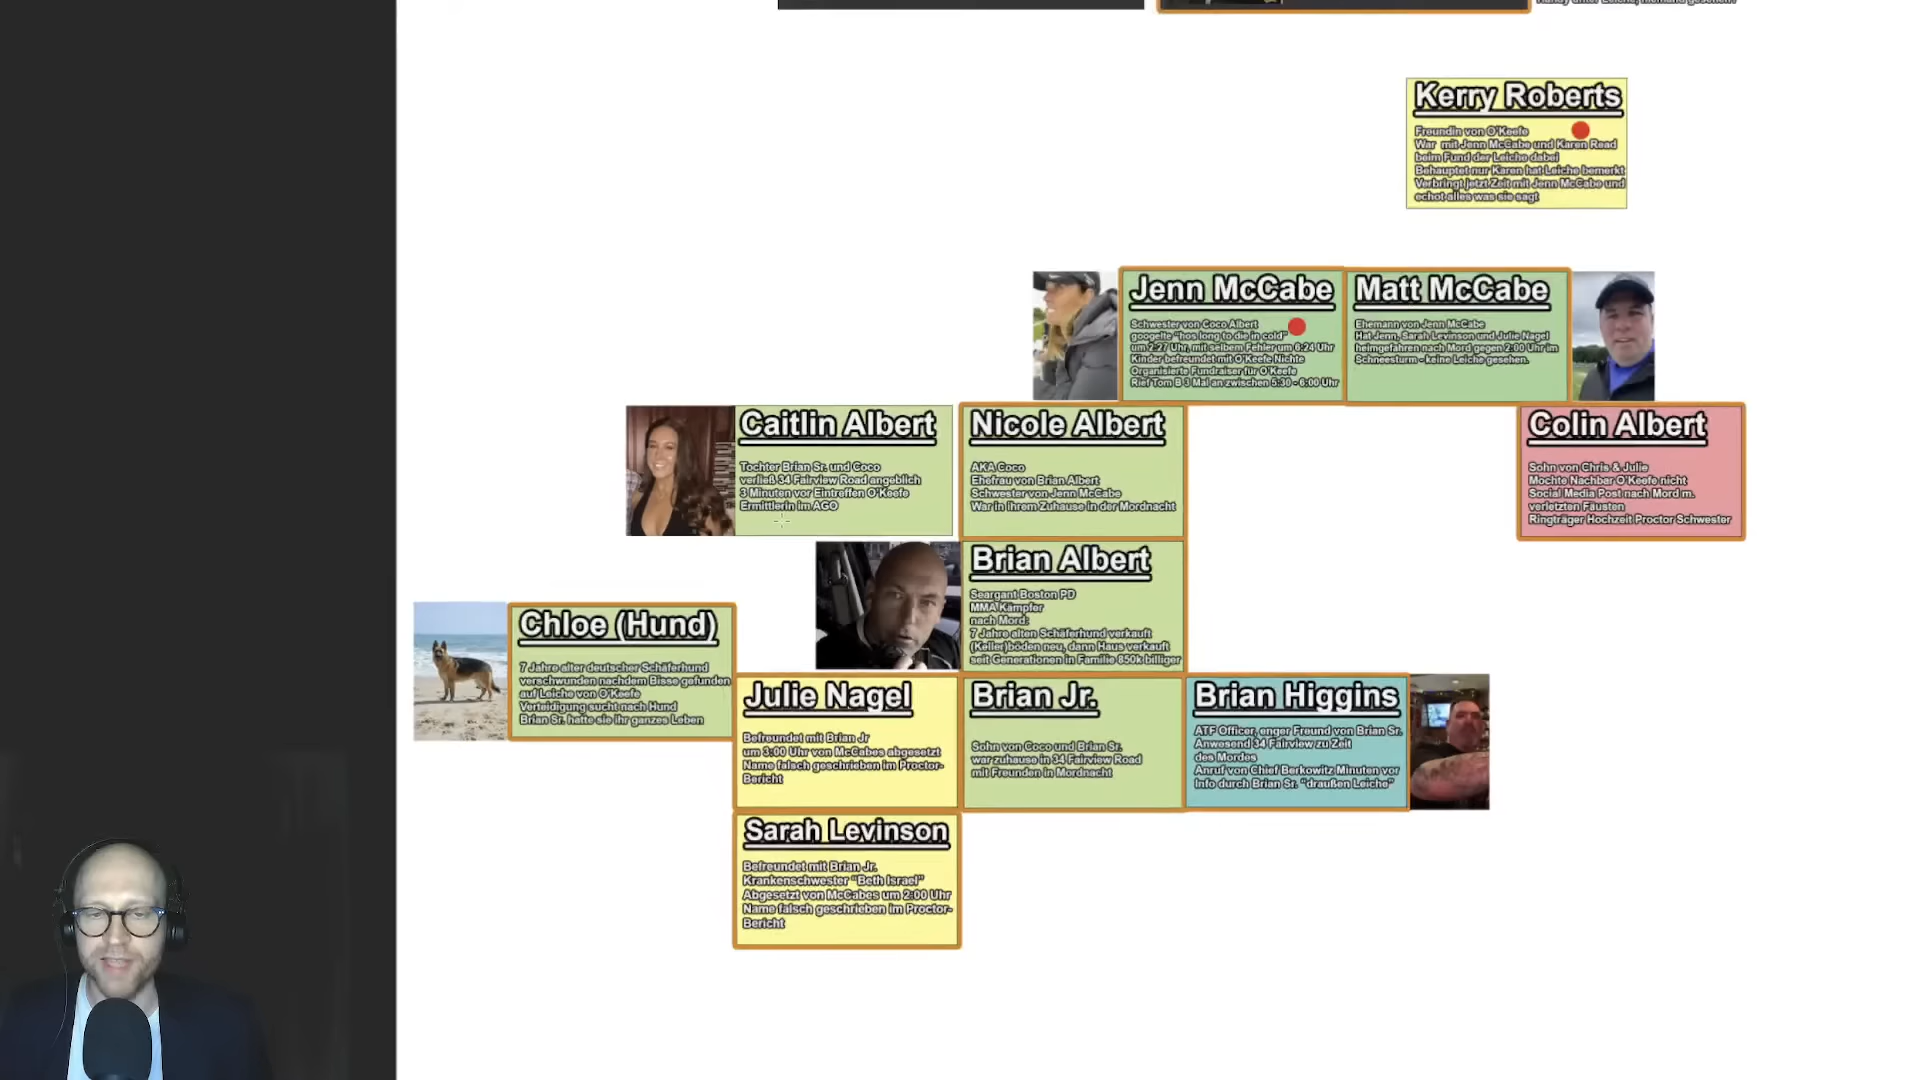 Kerry Roberts
Freundin von O'Keefe
War mit Jenn McCabe und Karen Read
beim Fund der Leiche dabei
Behauptet nur Karen hat Leiche bemerkt
Verbringt jetzt Zeit mit Jenn McCabe und
echot alles was sie sagt
Jenn McCabe
Schwester von Coco Albert
googelte "hos long to die in cold"
um 2:27 Uhr, mit selbem Fehler um 6:24 Uhr
Kinder befreundet mit O'Keefe Nichte
Organisierte Fundraiser für O'Keefe
Rief Tom B 3 Mal an zwischen 5:30 - 6:00 Uhr
Matt McCabe
Ehemann von Jenn McCabe
Hat Jenn, Sarah Levinson und Julie Nagel
heimgefahren nach Mord gegen 2:00 Uhr im
Schneesturm - keine Leiche gesehen.
Caitlin Albert
Tochter Brian Sr. und Coco
verließ 34 Fairview Road angeblich
3 Minuten vor Eintreffen O'Keefe
Ermittlerin im AGO
Nicole Albert
AKA Coco
Ehefrau von Brian Albert
Schwester von Jenn McCabe
War in ihrem Zuhause in der Mordnacht
Colin Albert
Sohn von Chris & Julie
Mochte Nachbar O'Keefe nicht
Social Media Post nach Mord m.
verletzten Fäusten
Ringträger Hochzeit Proctor Schwester
Brian Albert
Seargant Boston PD
MMA Kämpfer
nach Mord:
7 Jahre alten Schäferhund verkauft
(Keller)böden neu, dann Haus verkauft
seit Generationen in Familie 850k billiger
Chloe (Hund)
7 Jahre alter deutscher Schäferhund
verschwunden nachdem Bisse gefunden
auf Leiche von O'Keefe
Verteidigung sucht nach Hund
Brian Sr. hatte sie ihr ganzes Leben
Julie Nagel
Befreundet mit Brian Jr
um 3:00 Uhr von McCabes abgesetzt
Name falsch geschrieben im Proctor-
Bericht
Brian Jr.
Sohn von Coco und Brian Sr.
war zuhause in 34 Fairview Road
mit Freunden in Mordnacht
Brian Higgins
ATF Officer, enger Freund von Brian Sr.
Anwesend 34 Fairview zu Zeit
des Mordes
Anruf von Chief Berkowitz Minuten vor
Info durch Brian Sr. "draußen Leiche"
Sarah Levinson
Befreundet mit Brian Jr.
Krankenschwester "Beth Israel"
Abgesetzt von McCabes um 2:00 Uhr
Name falsch geschrieben im Proctor-
Bericht